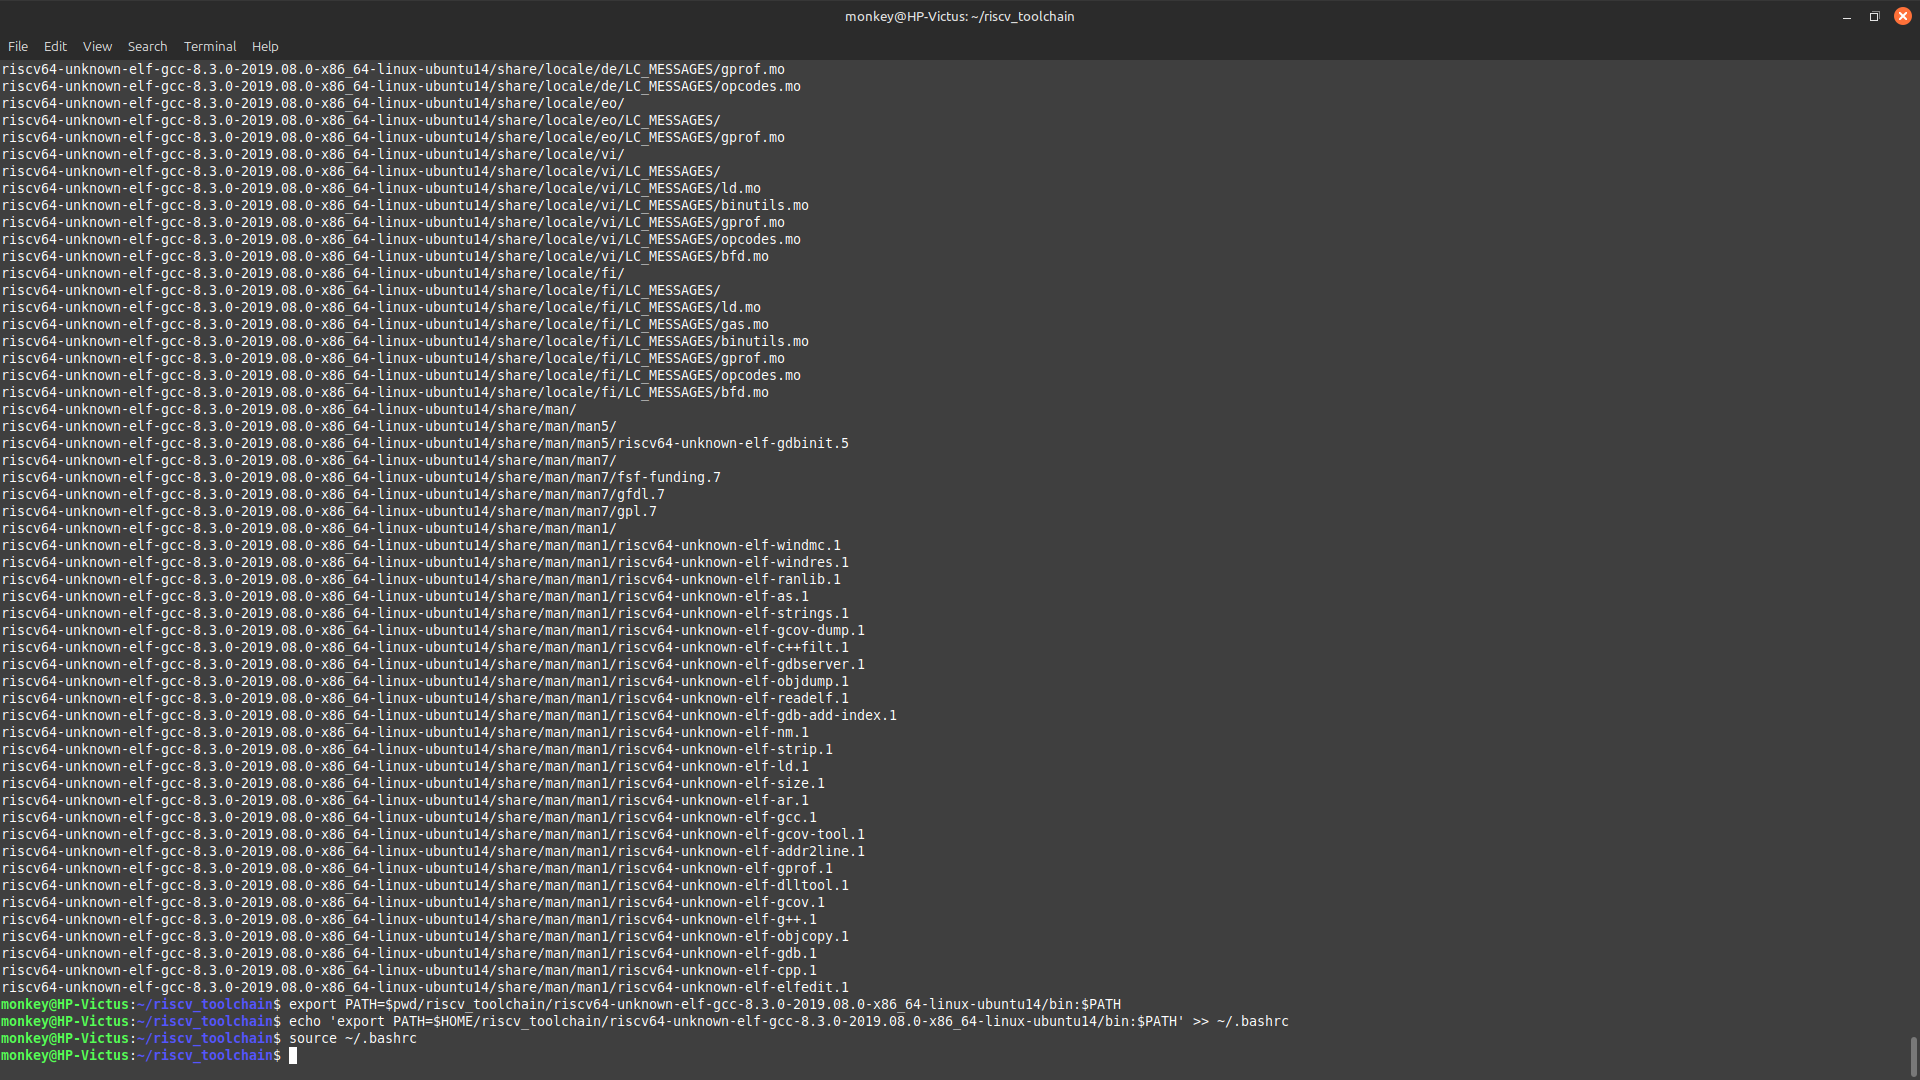 monkey@HP-Victus: ~/riscv_toolchain
File Edit View Search Terminal Help
riscv64-unknown-elf-gcc-8.3.0-2019.08.0-x86_64-linux-ubuntu14/share/locale/de/LC_MESSAGES/gprof.mo
riscv64-unknown-elf-gcc-8.3.0-2019.08.0-x86_64-linux-ubuntu14/share/locale/de/LC_MESSAGES/opcodes.mo
riscv64-unknown-elf-gcc-8.3.0-2019.08.0-x86_64-linux-ubuntu14/share/locale/eo/
riscv64-unknown-elf-gcc-8.3.0-2019.08.0-x86_64-linux-ubuntu14/share/locale/eo/LC_MESSAGES/
riscv64-unknown-elf-gcc-8.3.0-2019.08.0-x86_64-linux-ubuntu14/share/locale/eo/LC_MESSAGES/gprof.mo
riscv64-unknown-elf-gcc-8.3.0-2019.08.0-x86_64-linux-ubuntu14/share/locale/vi/
riscv64-unknown-elf-gcc-8.3.0-2019.08.0-x86_64-linux-ubuntu14/share/locale/vi/LC_MESSAGES/
riscv64-unknown-elf-gcc-8.3.0-2019.08.0-x86_64-linux-ubuntu14/share/locale/vi/LC_MESSAGES/ld.mo
riscv64-unknown-elf-gcc-8.3.0-2019.08.0-x86_64-linux-ubuntu14/share/locale/vi/LC_MESSAGES/binutils.mo
riscv64-unknown-elf-gcc-8.3.0-2019.08.0-x86_64-linux-ubuntu14/share/locale/vi/LC_MESSAGES/gprof.mo
riscv64-unknown-elf-gcc-8.3.0-2019.08.0-x86_64-linux-ubuntu14/share/locale/vi/LC_MESSAGES/opcodes.mo
riscv64-unknown-elf-gcc-8.3.0-2019.08.0-x86_64-linux-ubuntu14/share/locale/vi/LC_MESSAGES/bfd.mo
riscv64-unknown-elf-gcc-8.3.0-2019.08.0-x86_64-linux-ubuntu14/share/locale/fi/
riscv64-unknown-elf-gcc-8.3.0-2019.08.0-x86_64-linux-ubuntu14/share/locale/fi/LC_MESSAGES/
riscv64-unknown-elf-gcc-8.3.0-2019.08.0-x86_64-linux-ubuntu14/share/locale/fi/LC_MESSAGES/ld.mo
riscv64-unknown-elf-gcc-8.3.0-2019.08.0-x86_64-linux-ubuntu14/share/locale/fi/LC_MESSAGES/gas.mo
riscv64-unknown-elf-gcc-8.3.0-2019.08.0-x86_64-linux-ubuntu14/share/locale/fi/LC_MESSAGES/binutils.mo
riscv64-unknown-elf-gcc-8.3.0-2019.08.0-x86_64-linux-ubuntu14/share/locale/fi/LC_MESSAGES/gprof.mo
riscv64-unknown-elf-gcc-8.3.0-2019.08.0-x86_64-linux-ubuntu14/share/locale/fi/LC_MESSAGES/opcodes.mo
riscv64-unknown-elf-gcc-8.3.0-2019.08.0-x86_64-linux-ubuntu14/share/locale/fi/LC_MESSAGES/bfd.mo
riscv64-unknown-elf-gcc-8.3.0-2019.08.0-x86_64-linux-ubuntu14/share/man/
riscv64-unknown-elf-gcc-8.3.0-2019.08.0-x86_64-linux-ubuntu14/share/man/man5/
riscv64-unknown-elf-gcc-8.3.0-2019.08.0-x86_64-linux-ubuntu14/share/man/man5/riscv64-unknown-elf-gdbinit.5
riscv64-unknown-elf-gcc-8.3.0-2019.08.0-x86_64-linux-ubuntu14/share/man/man7/
riscv64-unknown-elf-gcc-8.3.0-2019.08.0-x86_64-linux-ubuntu14/share/man/man7/fsf-funding.7
riscv64-unknown-elf-gcc-8.3.0-2019.08.0-x86_64-linux-ubuntu14/share/man/man7/gfdl.7
riscv64-unknown-elf-gcc-8.3.0-2019.08.0-x86_64-linux-ubuntu14/share/man/man7/gpl.7
riscv64-unknown-elf-gcc-8.3.0-2019.08.0-x86_64-linux-ubuntu14/share/man/man1/
riscv64-unknown-elf-gcc-8.3.0-2019.08.0-x86_64-linux-ubuntu14/share/man/man1/riscv64-unknown-elf-windmc.1
riscv64-unknown-elf-gcc-8.3.0-2019.08.0-x86_64-linux-ubuntu14/share/man/man1/riscv64-unknown-elf-windres.1
riscv64-unknown-elf-gcc-8.3.0-2019.08.0-x86_64-linux-ubuntu14/share/man/man1/riscv64-unknown-elf-ranlib.1
riscv64-unknown-elf-gcc-8.3.0-2019.08.0-x86_64-linux-ubuntu14/share/man/man1/riscv64-unknown-elf-as.1
riscv64-unknown-elf-gcc-8.3.0-2019.08.0-x86_64-linux-ubuntu14/share/man/man1/riscv64-unknown-elf-strings.1
riscv64-unknown-elf-gcc-8.3.0-2019.08.0-x86_64-linux-ubuntu14/share/man/man1/riscv64-unknown-elf-gcov-dump.1
riscv64-unknown-elf-gcc-8.3.0-2019.08.0-x86_64-linux-ubuntu14/share/man/man1/riscv64-unknown-elf-c++filt.1
riscv64-unknown-elf-gcc-8.3.0-2019.08.0-x86_64-linux-ubuntu14/share/man/man1/riscv64-unknown-elf-gdbserver.1
riscv64-unknown-elf-gcc-8.3.0-2019.08.0-x86_64-linux-ubuntu14/share/man/man1/riscv64-unknown-elf-objdump.1
riscv64-unknown-elf-gcc-8.3.0-2019.08.0-x86_64-linux-ubuntu14/share/man/man1/riscv64-unknown-elf-readelf.1
riscv64-unknown-elf-gcc-8.3.0-2019.08.0-x86_64-linux-ubuntu14/share/man/man1/riscv64-unknown-elf-gdb-add-index.1
riscv64-unknown-elf-gcc-8.3.0-2019.08.0-x86_64-linux-ubuntu14/share/man/man1/riscv64-unknown-elf-nm.1
riscv64-unknown-elf-gcc-8.3.0-2019.08.0-x86_64-linux-ubuntu14/share/man/man1/riscv64-unknown-elf-strip.1
riscv64-unknown-elf-gcc-8.3.0-2019.08.0-x86_64-linux-ubuntu14/share/man/man1/riscv64-unknown-elf-ld.1
riscv64-unknown-elf-gcc-8.3.0-2019.08.0-x86_64-linux-ubuntu14/share/man/man1/riscv64-unknown-elf-size.1
riscv64-unknown-elf-gcc-8.3.0-2019.08.0-x86_64-linux-ubuntu14/share/man/man1/riscv64-unknown-elf-ar.1
riscv64-unknown-elf-gcc-8.3.0-2019.08.0-x86_64-linux-ubuntu14/share/man/man1/riscv64-unknown-elf-gcc.1
riscv64-unknown-elf-gcc-8.3.0-2019.08.0-x86_64-linux-ubuntu14/share/man/man1/riscv64-unknown-elf-gcov-tool.1
riscv64-unknown-elf-gcc-8.3.0-2019.08.0-x86_64-linux-ubuntu14/share/man/man1/riscv64-unknown-elf-addr2line.1
riscv64-unknown-elf-gcc-8.3.0-2019.08.0-x86_64-linux-ubuntu14/share/man/man1/riscv64-unknown-elf-gprof.1
riscv64-unknown-elf-gcc-8.3.0-2019.08.0-x86_64-linux-ubuntu14/share/man/man1/riscv64-unknown-elf-dlltool.1
riscv64-unknown-elf-gcc-8.3.0-2019.08.0-x86_64-linux-ubuntu14/share/man/man1/riscv64-unknown-elf-gcov.1
riscv64-unknown-elf-gcc-8.3.0-2019.08.0-x86_64-linux-ubuntu14/share/man/man1/riscv64-unknown-elf-g++.1
riscv64-unknown-elf-gcc-8.3.0-2019.08.0-x86_64-linux-ubuntu14/share/man/man1/riscv64-unknown-elf-objcopy.1
riscv64-unknown-elf-gcc-8.3.0-2019.08.0-x86_64-linux-ubuntu14/share/man/man1/riscv64-unknown-elf-gdb.1
riscv64-unknown-elf-gcc-8.3.0-2019.08.0-x86_64-linux-ubuntu14/share/man/man1/riscv64-unknown-elf-cpp.1
riscv64-unknown-elf-gcc-8.3.0-2019.08.0-x86_64-linux-ubuntu14/share/man/man1/riscv64-unknown-elf-elfedit.1
monkey@HP-Victus:~/riscv_toolchain$ export PATH=$pwd/riscv_toolchain/riscv64-unknown-elf-gcc-8.3.0-2019.08.0-x86_64-linux-ubuntu14/bin:$PATH
monkey@HP-Victus:~/riscv_toolchain$ echo 'export PATH=$HOME/riscv_toolchain/riscv64-unknown-elf-gcc-8.3.0-2019.08.0-x86_64-linux-ubuntu14/bin:$PATH' >> ~/.bashrc
monkey@HP-Victus:~/riscv_toolchain$ source ~/.bashrc
monkey@HP-Victus:~/riscv_toolchain$